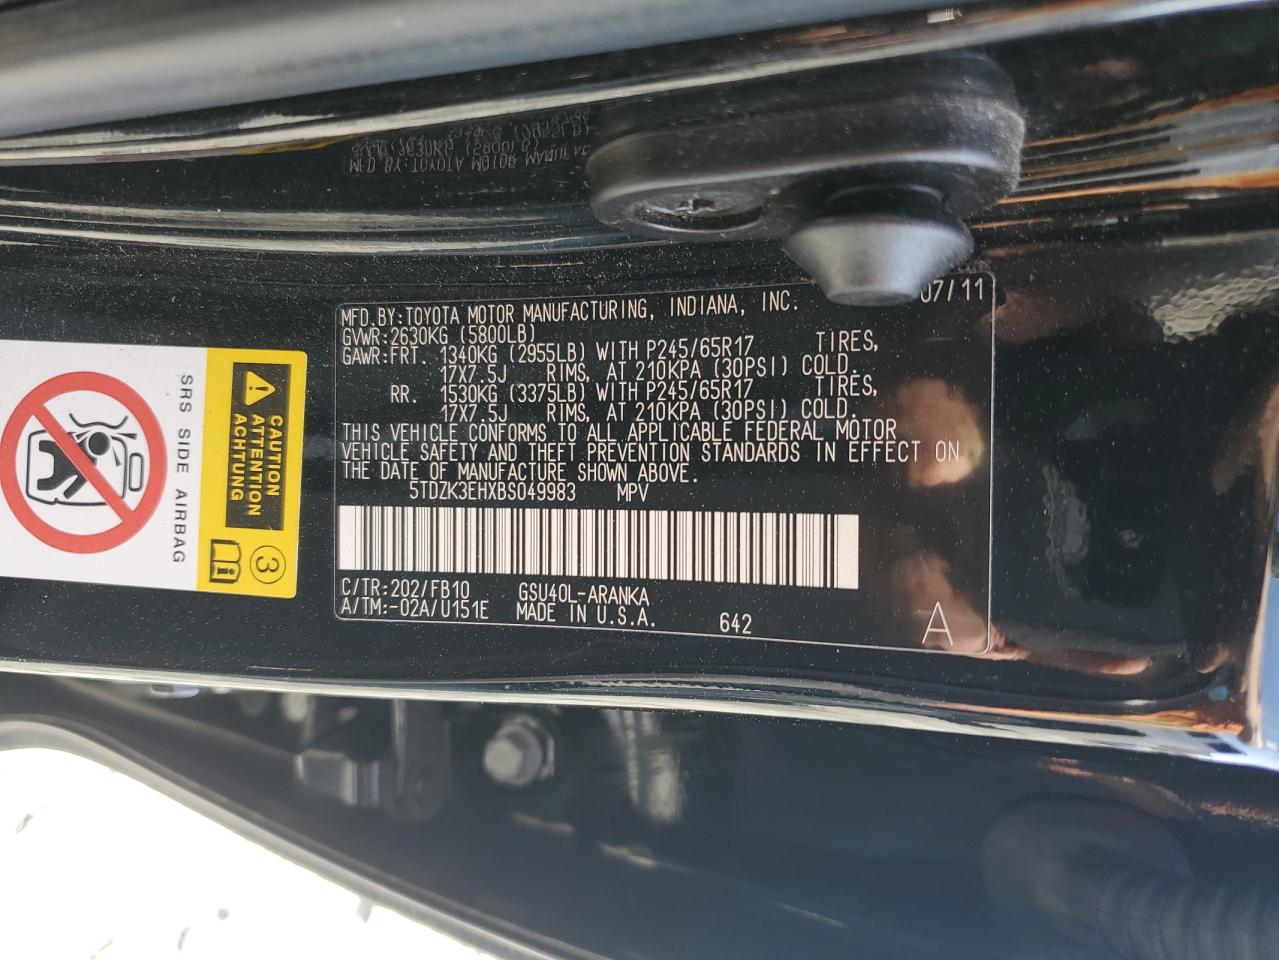 07/11
MFD.BY:TOYOTA MOTOR MANUFACTURING, INDIANA, INC.
GVWR:2630KG (5800LB)
GAWR:FRT. 1340KG (2955LB) WITH P245/65R17 TIRES,
17X7.5J RIMS, AT 210KPA (30PSI) COLD.
RR. 1530KG (3375LB) WITH P245/65R17 TIRES,
17X7.5J RIMS, AT 210KPA (30PSI) COLD.
THIS VEHICLE CONFORMS TO ALL APPLICABLE FEDERAL MOTOR
VEHICLE SAFETY AND THEFT PREVENTION STANDARDS IN EFFECT ON
THE DATE OF MANUFACTURE SHOWN ABOVE.
5TDZK3EHXBS049983 MPV
C/TR:202/FB10 GSU40L-ARANKA
A/TM:-02A/U151E MADE IN U.S.A. 642
A
CAUTION
ATTENTION
ACHTUNG
3
SRS SIDE AIRBAG